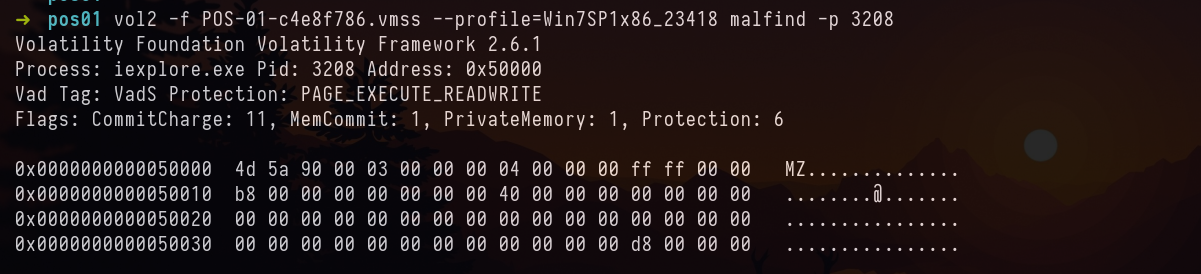 ➜ pos01 vol2 -f POS-01-c4e8f786.vmss --profile=Win7SP1x86_23418 malfind -p 3208
Volatility Foundation Volatility Framework 2.6.1
Process: iexplore.exe Pid: 3208 Address: 0x50000
Vad Tag: VadS Protection: PAGE_EXECUTE_READWRITE
Flags: CommitCharge: 11, MemCommit: 1, PrivateMemory: 1, Protection: 6
0x0000000000050000  4d 5a 90 00 03 00 00 00 04 00 00 00 ff ff 00 00   MZ..............
0x0000000000050010  b8 00 00 00 00 00 00 00 40 00 00 00 00 00 00 00   ........@.......
0x0000000000050020  00 00 00 00 00 00 00 00 00 00 00 00 00 00 00 00   ................
0x0000000000050030  00 00 00 00 00 00 00 00 00 00 00 00 d8 00 00 00   ................